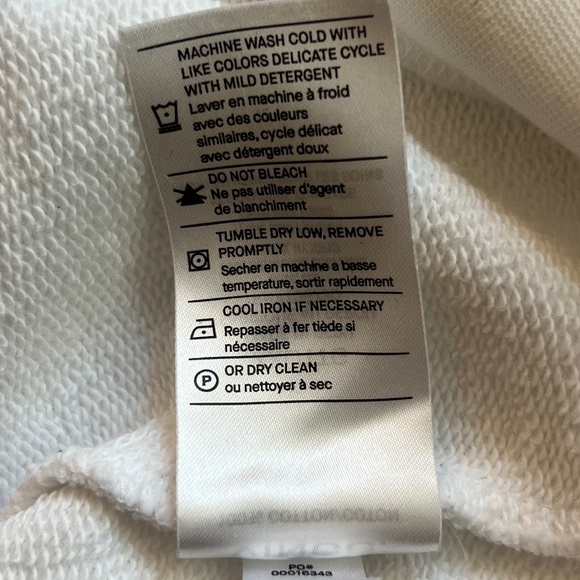 MACHINE WASH COLD WITH
LIKE COLORS DELICATE CYCLE
WITH MILD DETERGENT
Laver en machine à froid
avec des couleurs
similaires, cycle délicat
avec détergent doux
DO NOT BLEACH
Ne pas utiliser d'agent
de blanchiment
TUMBLE DRY LOW, REMOVE
PROMPTLY
Secher en machine a basse
temperature, sortir rapidement
COOL IRON IF NECESSARY
Repasser à fer tiède si
nécessaire
P
OR DRY CLEAN
ou nettoyer à sec
100% COTTON/COTON
PO#
00016343